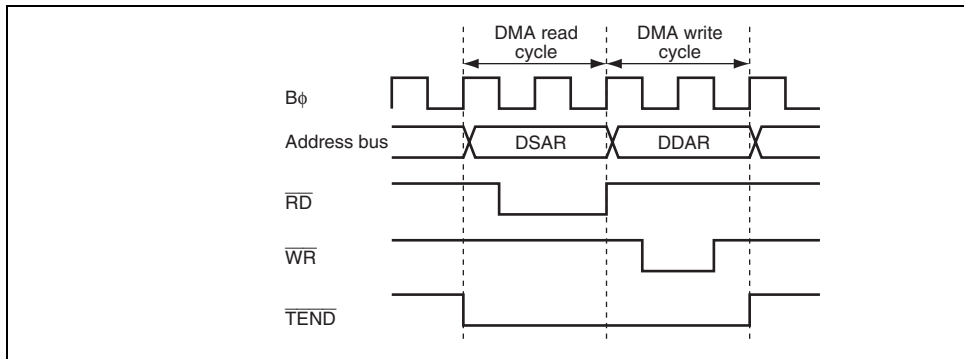 DMA read cycle
DMA write cycle
Bϕ
Address bus
DSAR
DDAR
RD
WR
TEND